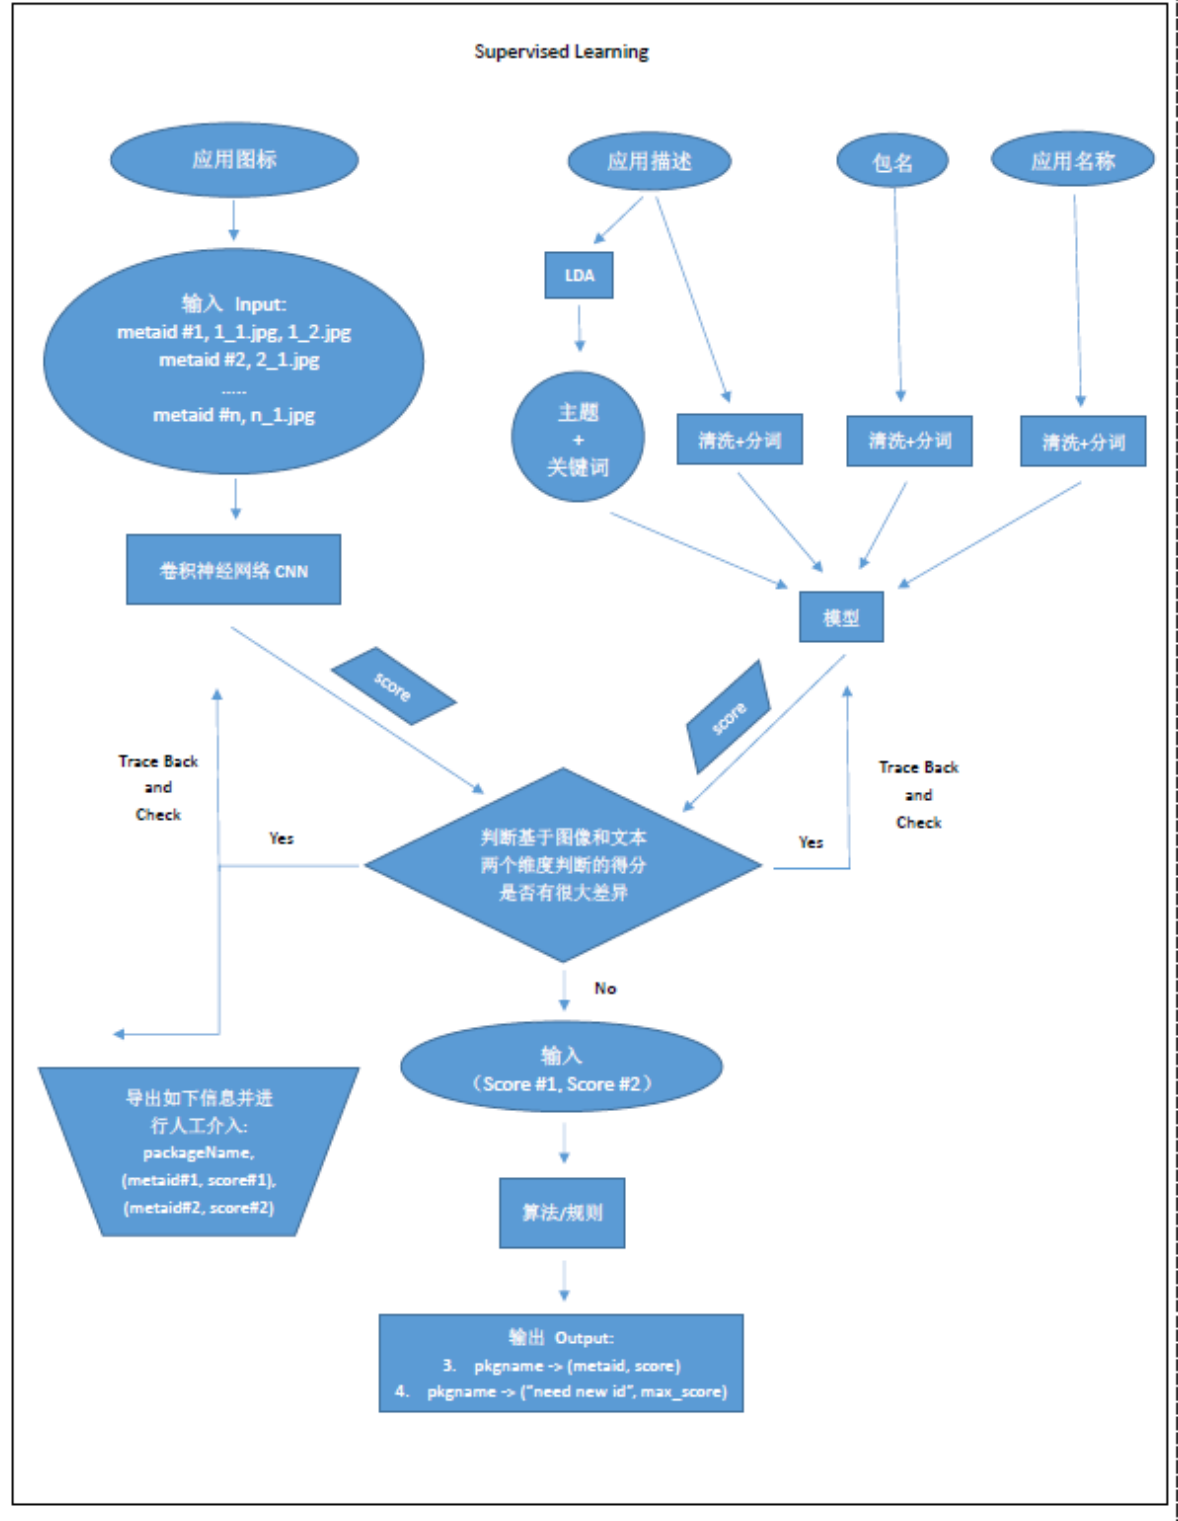 Supervised Learning
应用图标
应用描述
包名
应用名称
LDA
输入 Input:
metaid #1, 1_1.jpg, 1_2.jpg
metaid #2, 2_1.jpg
.....
metaid #n, n_1.jpg
主题
+
关键词
清洗+分词
清洗+分词
清洗+分词
卷积神经网络 CNN
模型
score
score
Trace Back
and
Check
Trace Back
and
Check
Yes
Yes
判断基于图像和文本
两个维度判断的得分
是否有很大差异
No
输入
（Score #1, Score #2）
导出如下信息并进
行人工介入:
packageName,
(metaid#1, score#1),
(metaid#2, score#2)
算法/规则
输出 Output:
3. pkgname -> (metaid, score)
4. pkgname -> ("need new id", max_score)